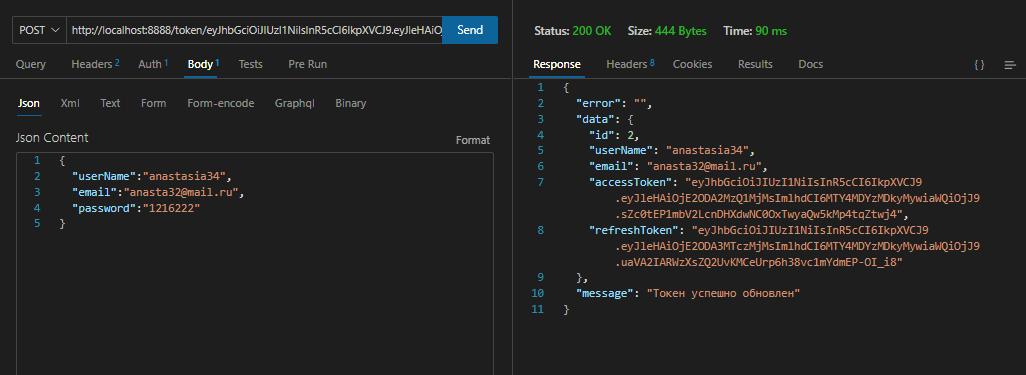 POST http://localhost:8888/token/eyJhbGciOiJIUzI1NiIsInR5cCI6IkpXVCJ9.eyJleHAiOj Send
Query Headers 2 Auth 1 Body 1 Tests Pre Run
Json Xml Text Form Form-encode Graphql Binary
Json Content Format
1 {
2 "userName":"anastasia34",
3 "email":"anasta32@mail.ru",
4 "password":"1216222"
5 }
Status: 200 OK Size: 444 Bytes Time: 90 ms
Response Headers 8 Cookies Results Docs { }
1 {
2 "error": "",
3 "data": {
4 "id": 2,
5 "userName": "anastasia34",
6 "email": "anasta32@mail.ru",
7 "accessToken": "eyJhbGciOiJIUzI1NiIsInR5cCI6IkpXVCJ9
.eyJleHAiOjE2ODA2MzQ1MjMsImlhdCI6MTY4MDYzMDkyMywiaWQiOjJ9
.sZc0tEP1mbV2LcnDHXdwNC0OxTwyaQw5kMp4tqZtwj4",
8 "refreshToken": "eyJhbGciOiJIUzI1NiIsInR5cCI6IkpXVCJ9
.eyJleHAiOjE2ODA3MTczMjMsImlhdCI6MTY4MDYzMDkyMywiaWQiOjJ9
.uaVA2IARWzXsZQ2UvKMCeUrp6h38vc1mYdmEP-OI_i8"
9 },
10 "message": "Токен успешно обновлен"
11 }